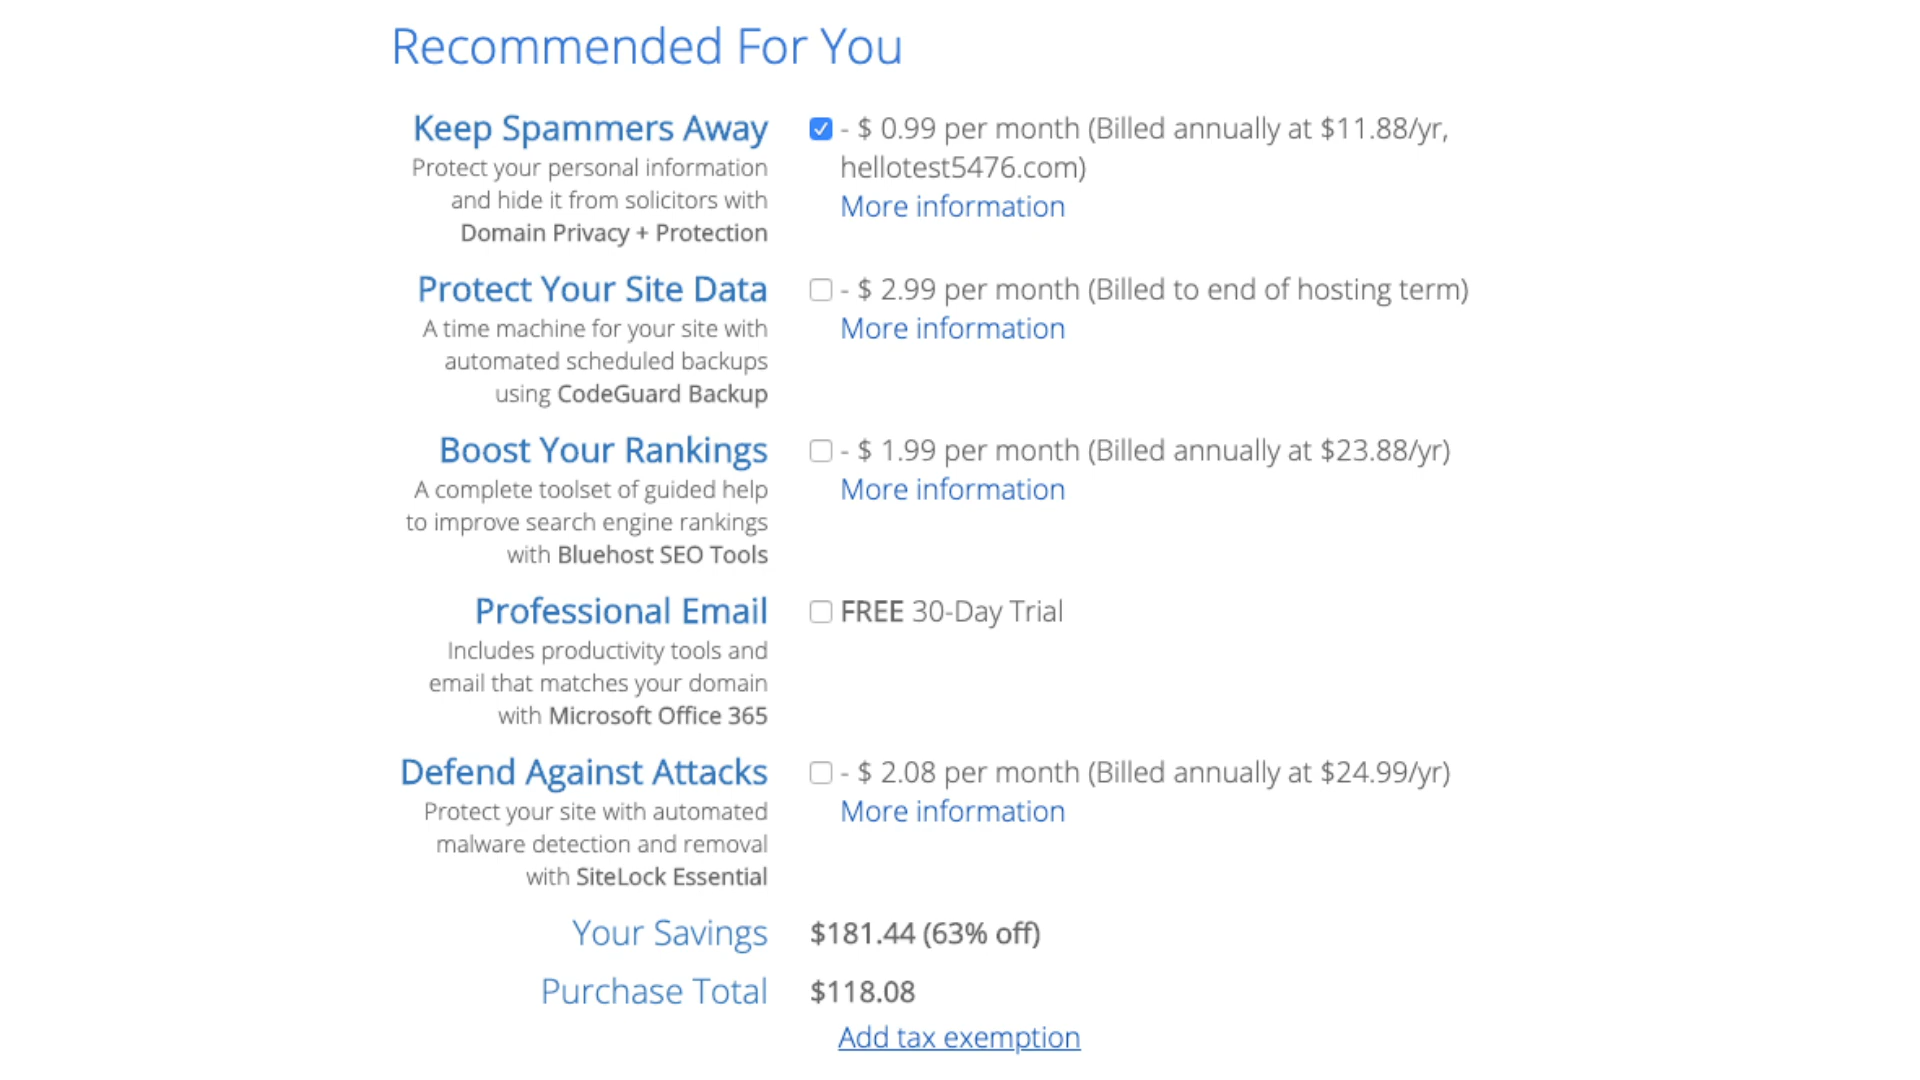 Recommended For You
Keep Spammers Away
Protect your personal information
and hide it from solicitors with
Domain Privacy + Protection
- $ 0.99 per month (Billed annually at $11.88/yr,
hellotest5476.com)
More information
Protect Your Site Data
A time machine for your site with
automated scheduled backups
using CodeGuard Backup
- $ 2.99 per month (Billed to end of hosting term)
More information
Boost Your Rankings
A complete toolset of guided help
to improve search engine rankings
with Bluehost SEO Tools
- $ 1.99 per month (Billed annually at $23.88/yr)
More information
Professional Email
Includes productivity tools and
email that matches your domain
with Microsoft Office 365
FREE 30-Day Trial
Defend Against Attacks
Protect your site with automated
malware detection and removal
with SiteLock Essential
- $ 2.08 per month (Billed annually at $24.99/yr)
More information
Your Savings
$181.44 (63% off)
Purchase Total
$118.08
Add tax exemption